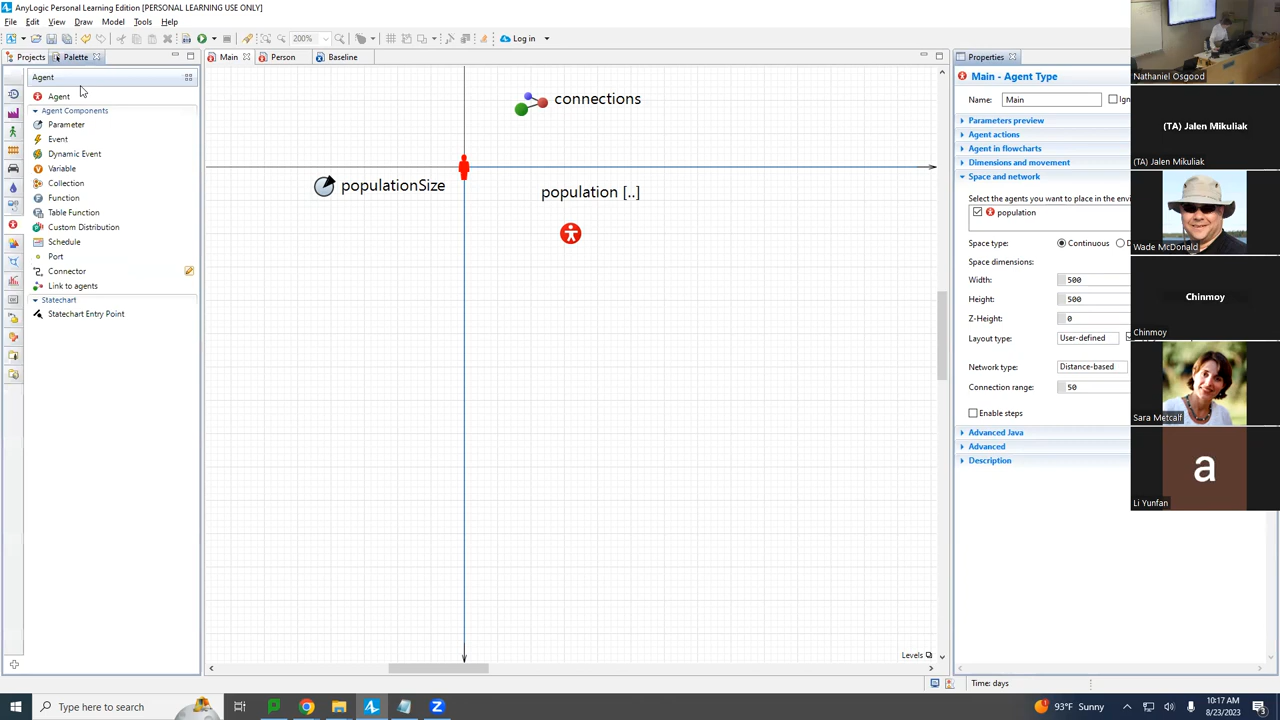 AnyLogic Personal Learning Edition [PERSONAL LEARNING USE ONLY]
File Edit View Draw Model Tools Help
200%
Log in
Projects
Palette
Main
Person
Baseline
Properties
Agent
Agent
Agent Components
Parameter
Event
Dynamic Event
Variable
Collection
Function
Table Function
Custom Distribution
Schedule
Port
Connector
Link to agents
Statechart
Statechart Entry Point
connections
populationSize
population [..]
Levels
Main - Agent Type
Name: Main Ign
Parameters preview
Agent actions
Agent in flowcharts
Dimensions and movement
Space and network
Select the agents you want to place in the envi
population
Space type: Continuous D
Space dimensions:
Width: 500
Height: 500
Z-Height: 0
Layout type: User-defined
Network type: Distance-based
Connection range: 50
Enable steps
Advanced Java
Advanced
Description
Nathaniel Osgood
(TA) Jalen Mikuliak
(TA) Jalen Mikuliak
Wade McDonald
Chinmoy
Chinmoy
Sara Metcalf
a
Li Yunfan
Time: days
Type here to search
93°F Sunny
10:17 AM
8/23/2023
3